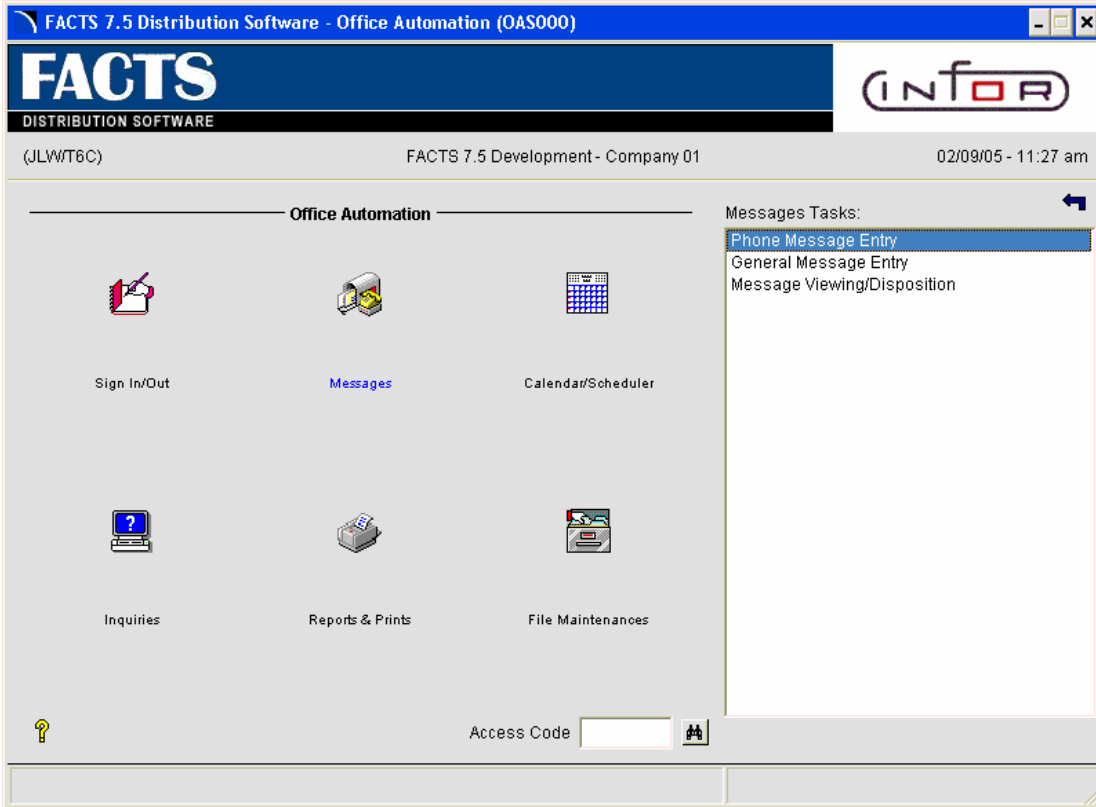 FACTS 7.5 Distribution Software - Office Automation (OAS000)
FACTS
DISTRIBUTION SOFTWARE
INFOR
(JLW/T6C)
FACTS 7.5 Development - Company 01
02/09/05 - 11:27 am
Office Automation
Messages Tasks:
Phone Message Entry
General Message Entry
Message Viewing/Disposition
Sign In/Out
Messages
Calendar/Scheduler
?
Inquiries
Reports & Prints
File Maintenances
?
Access Code